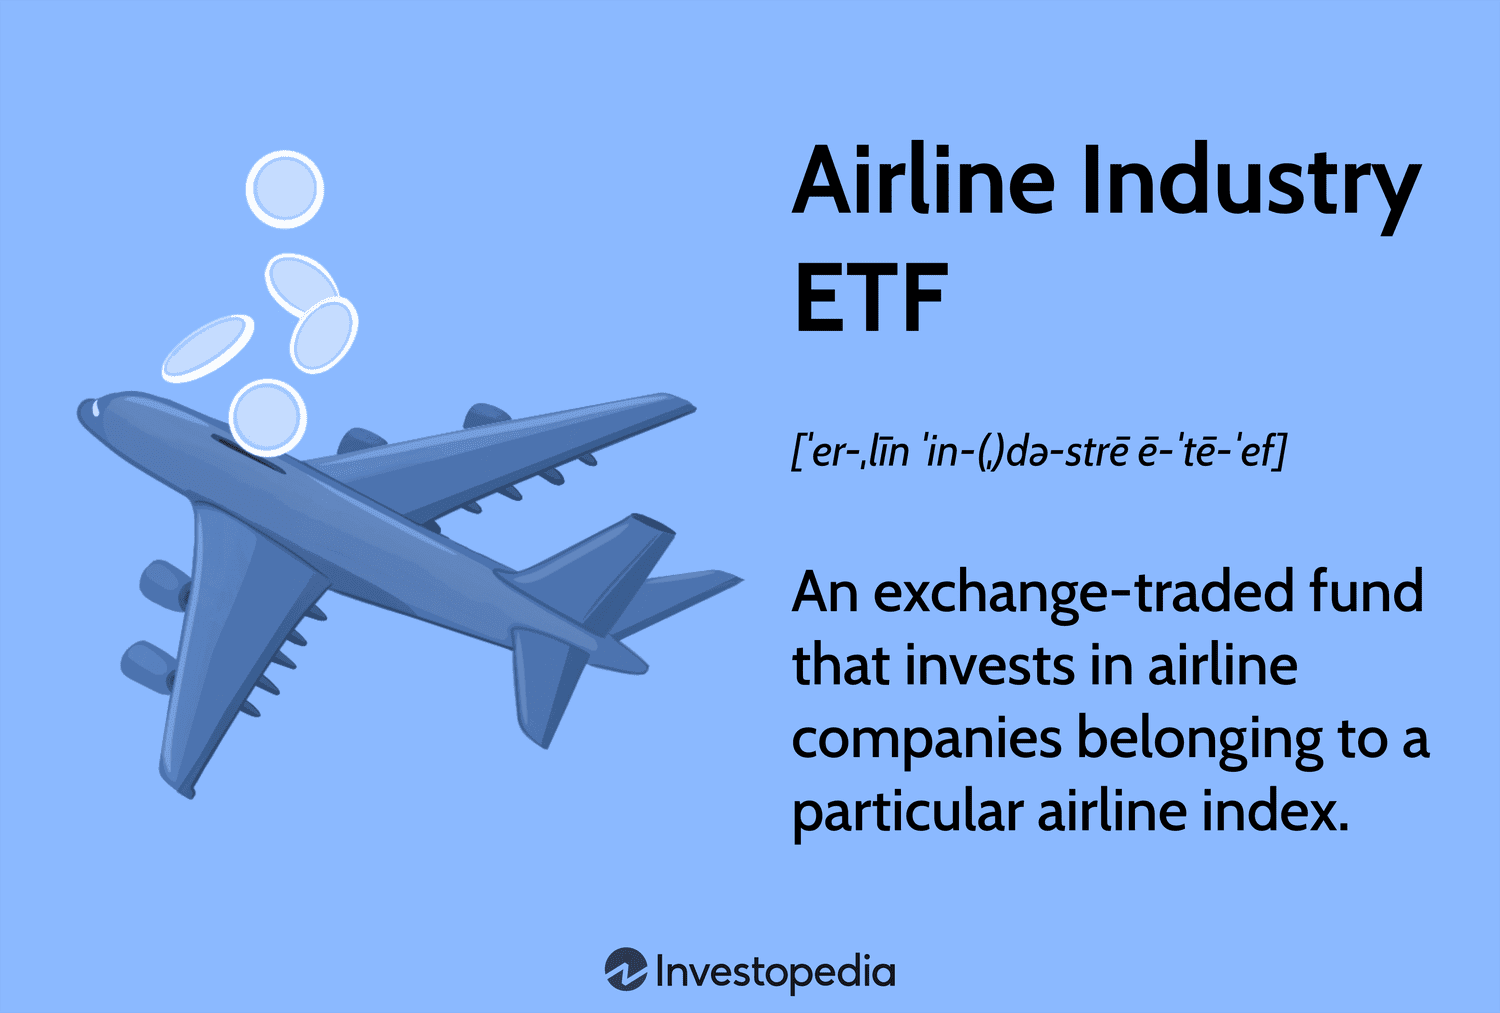 Airline Industry
ETF
[ˈer-ˌlīn ˈin-(ˌ)də-strē ē-ˈtē-ˈef]
An exchange-traded fund
that invests in airline
companies belonging to a
particular airline index.
Investopedia